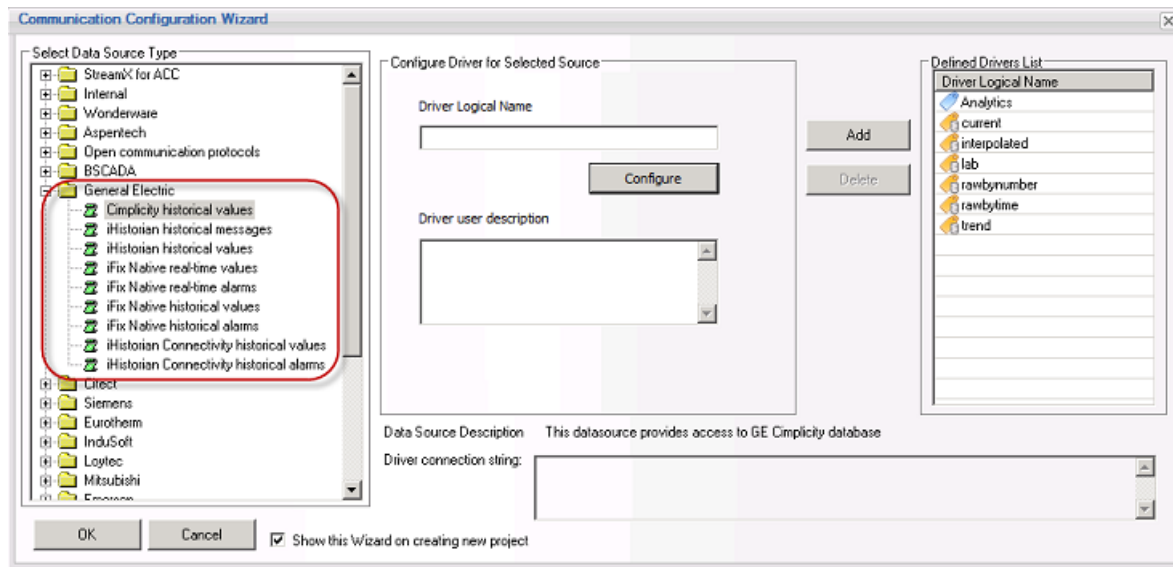 Communication Configuration Wizard
Select Data Source Type
StreamX for ACC
Internal
Wonderware
Aspentech
Open communication protocols
BSCADA
General Electric
Cimplicity historical values
iHistorian historical messages
iHistorian historical values
iFix Native real-time values
iFix Native real-time alarms
iFix Native historical values
iFix Native historical alarms
iHistorian Connectivity historical values
iHistorian Connectivity historical alarms
Citect
Siemens
Eurotherm
InduSoft
Loytec
Mitsubishi
Emerson
Configure Driver for Selected Source
Driver Logical Name
Configure
Driver user description
Add
Delete
Defined Drivers List
Driver Logical Name
Analytics
current
interpolated
lab
rawbynumber
rawbytime
trend
Data Source Description This datasource provides access to GE Cimplicity database
Driver connection string:
OK
Cancel
Show this Wizard on creating new project